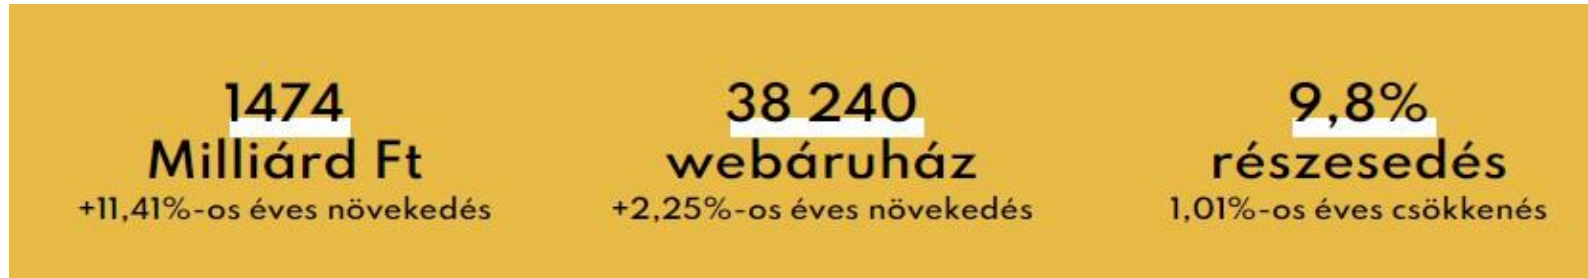 1474
Milliárd Ft
+11,41%-os éves növekedés
38 240
webáruház
+2,25%-os éves növekedés
9,8%
részesedés
1,01%-os éves csökkenés